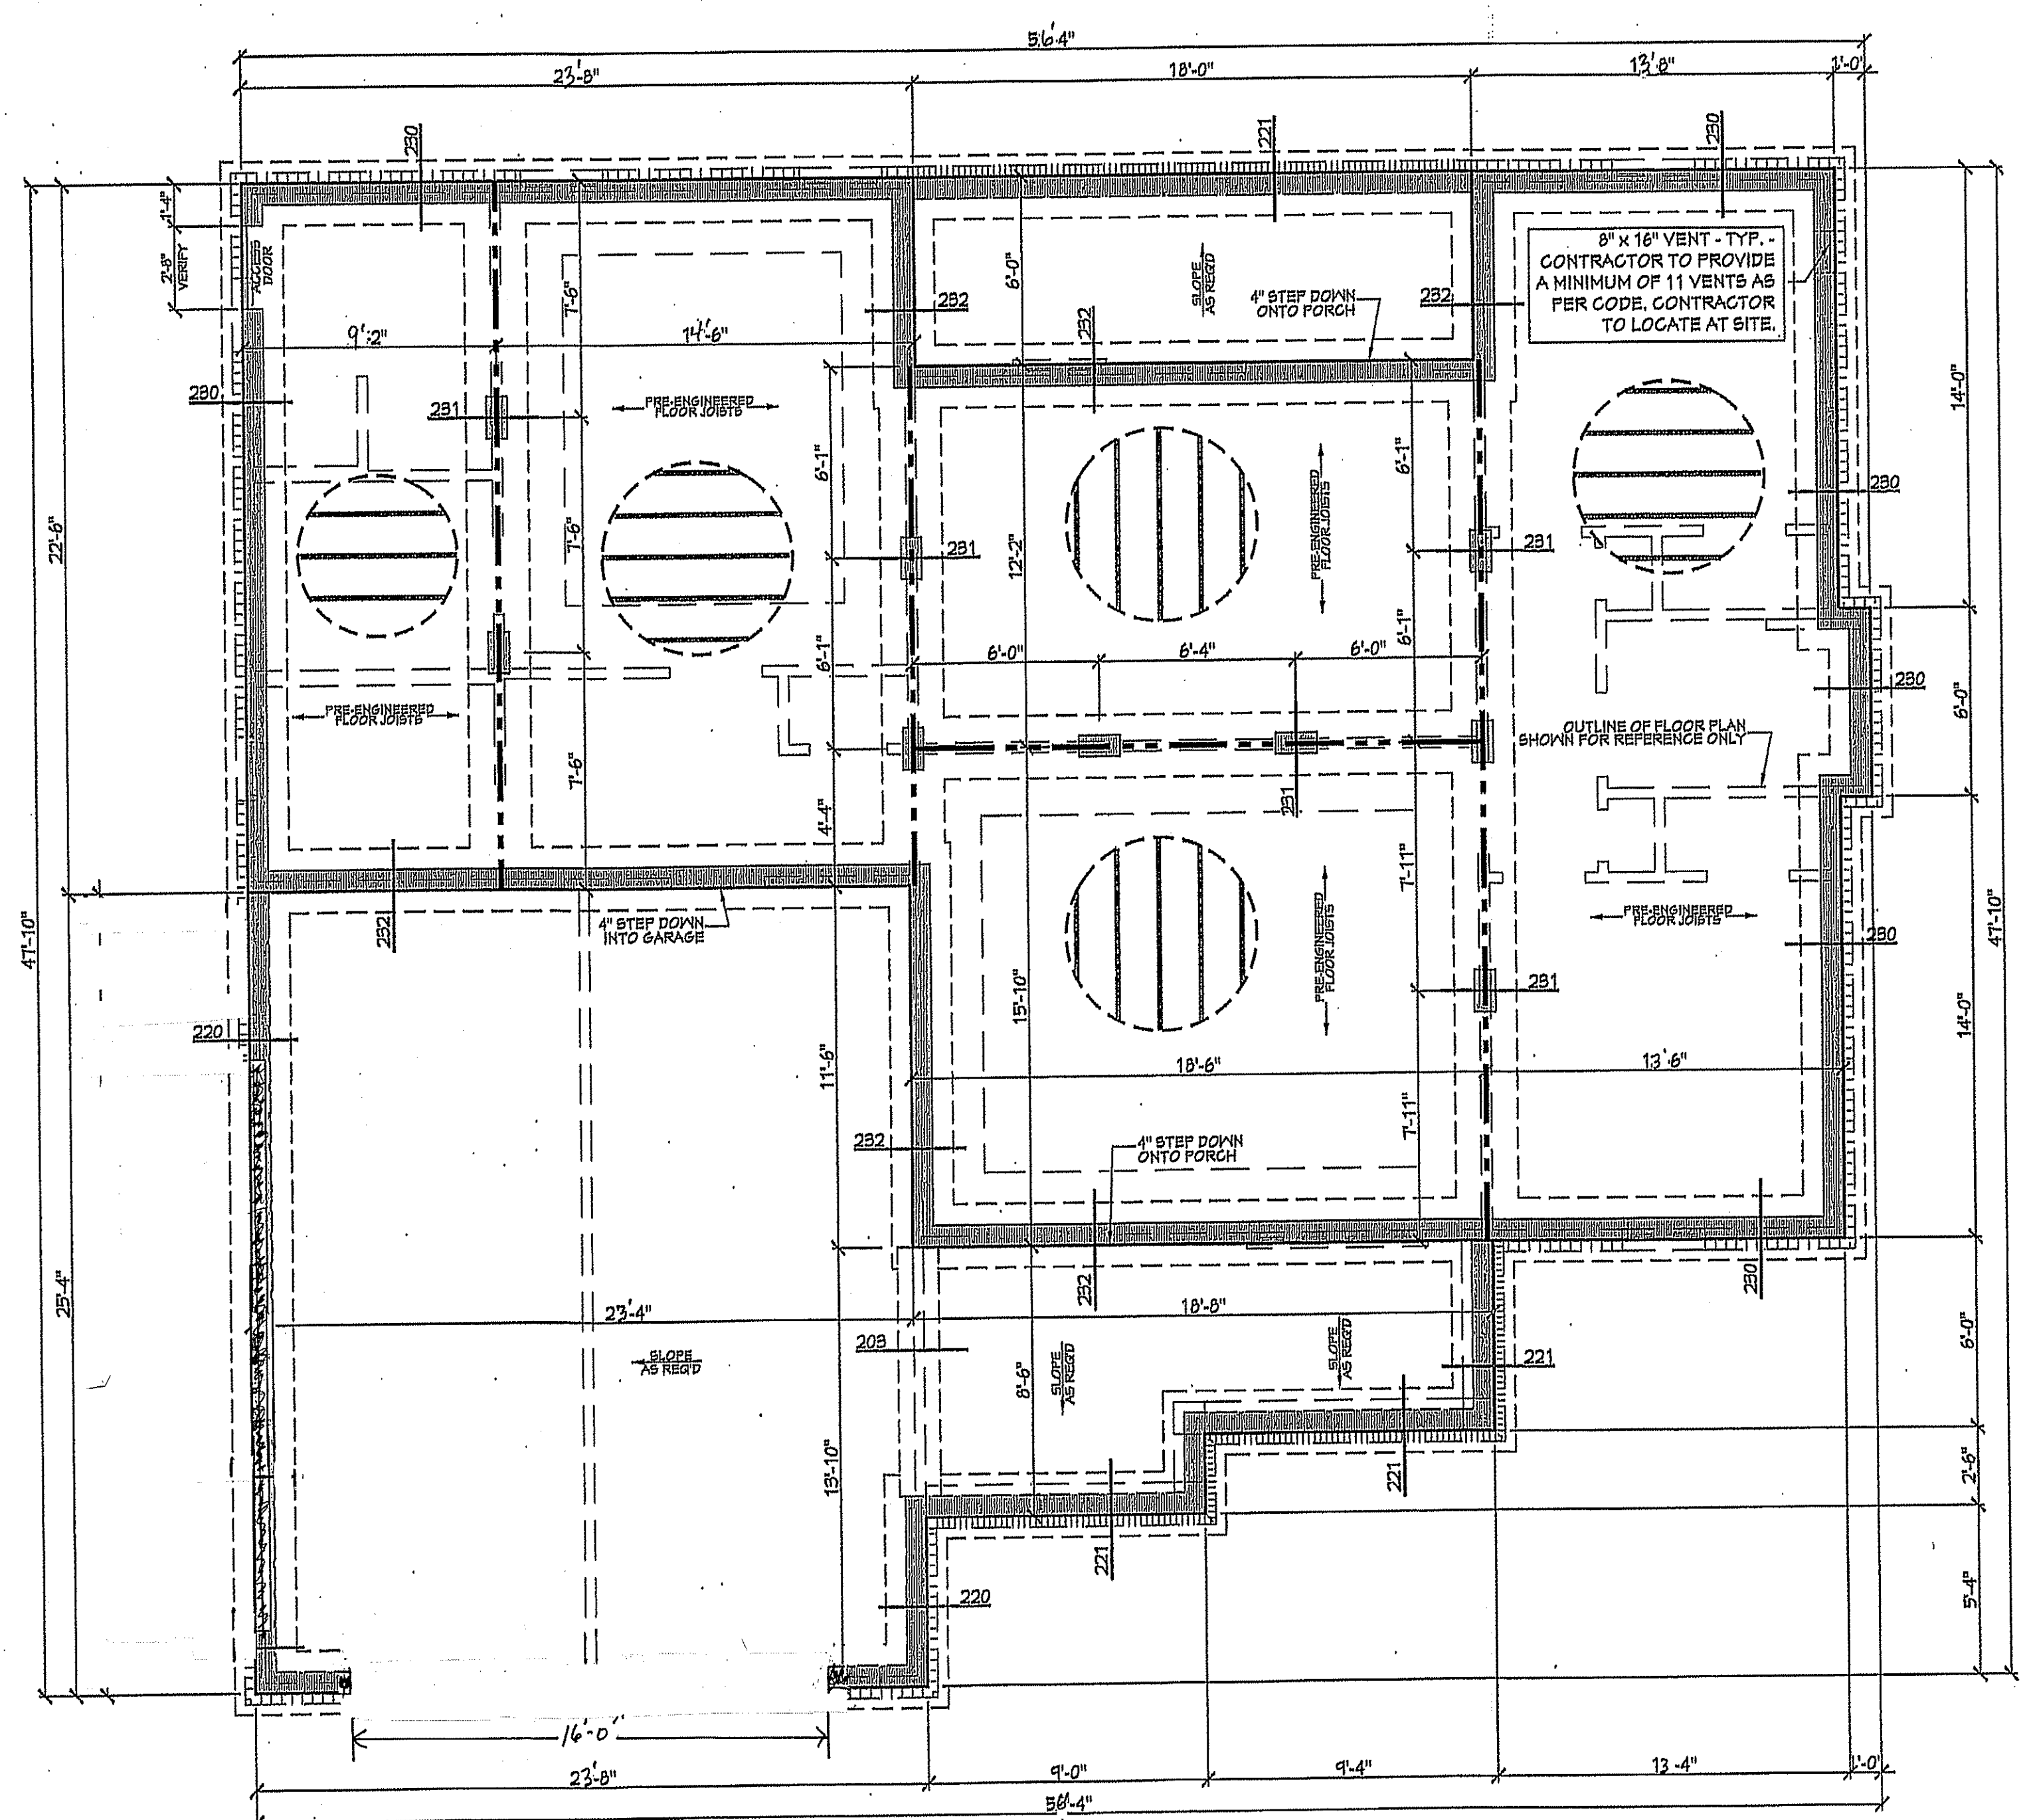 56'-4"
23'-8"
18'-0"
13'-8"
1'-0"
230
221
230
1'-4"
2'-8"
VERIFY
ACCESS
DOOR
7'-6"
6'-0"
SLOPE
AS REQ'D
4" STEP DOWN
ONTO PORCH
232
232
232
8" X 16" VENT - TYP. -
CONTRACTOR TO PROVIDE
A MINIMUM OF 11 VENTS AS
PER CODE. CONTRACTOR
TO LOCATE AT SITE.
9'-2"
14'-6"
230
231
PRE-ENGINEERED
FLOOR JOISTS
6'-1"
6'-1"
14'-0"
22'-6"
7'-6"
12'-2"
231
PRE-ENGINEERED
FLOOR JOISTS
231
230
6'-1"
6'-0"
6'-4"
6'-0"
6'-1"
230
6'-0"
PRE-ENGINEERED
FLOOR JOISTS
OUTLINE OF FLOOR PLAN
SHOWN FOR REFERENCE ONLY
7'-6"
4'-4"
231
7'-11"
47'-10"
47'-10"
232
4" STEP DOWN
INTO GARAGE
PRE-ENGINEERED
FLOOR JOISTS
PRE-ENGINEERED
FLOOR JOISTS
230
231
220
15'-10"
11'-6"
18'-6"
13'-6"
14'-0"
7'-11"
232
4" STEP DOWN
ONTO PORCH
232
230
25'-4"
23'-4"
18'-8"
203
SLOPE
AS REQ'D
8'-6"
SLOPE
AS REQ'D
SLOPE
AS REQ'D
221
6'-0"
13'-10"
221
2'-6"
221
220
5'-4"
16'-0"
23'-8"
9'-0"
9'-4"
13'-4"
1'-0"
56'-4"